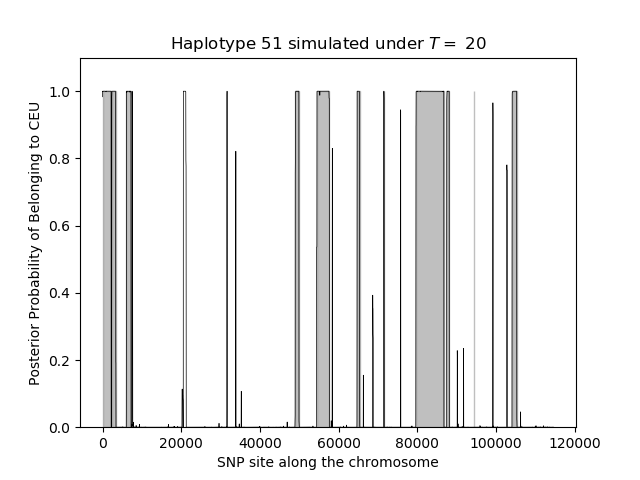 Haplotype 51 simulated under T = 20
Posterior Probability of Belonging to CEU
1.0
0.8
0.6
0.4
0.2
0.0
0 20000 40000 60000 80000 100000 120000
SNP site along the chromosome